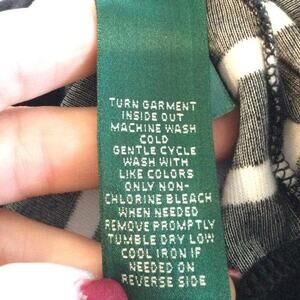 TURN GARMENT
INSIDE OUT
MACHINE WASH
COLD
GENTLE CYCLE
WASH WITH
LIKE COLORS
ONLY NON-
CHLORINE BLEACH
WHEN NEEDED
REMOVE PROMPTLY
TUMBLE DRY LOW
COOL IRON IF
NEEDED ON
REVERSE SIDE